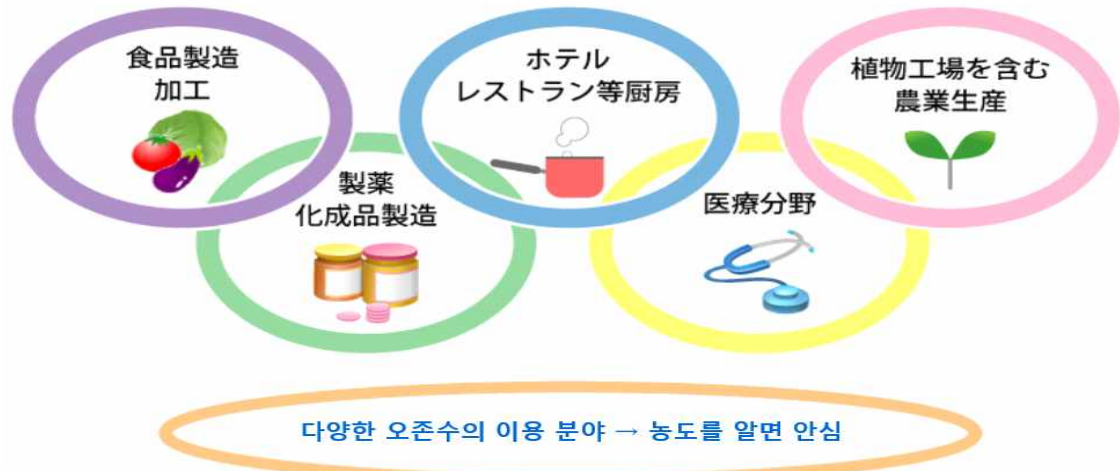 食品製造
加工
ホテル
レストラン等厨房
植物工場を含む
農業生産
製薬
化成品製造
医療分野
다양한 오존수의 이용 분야 → 농도를 알면 안심